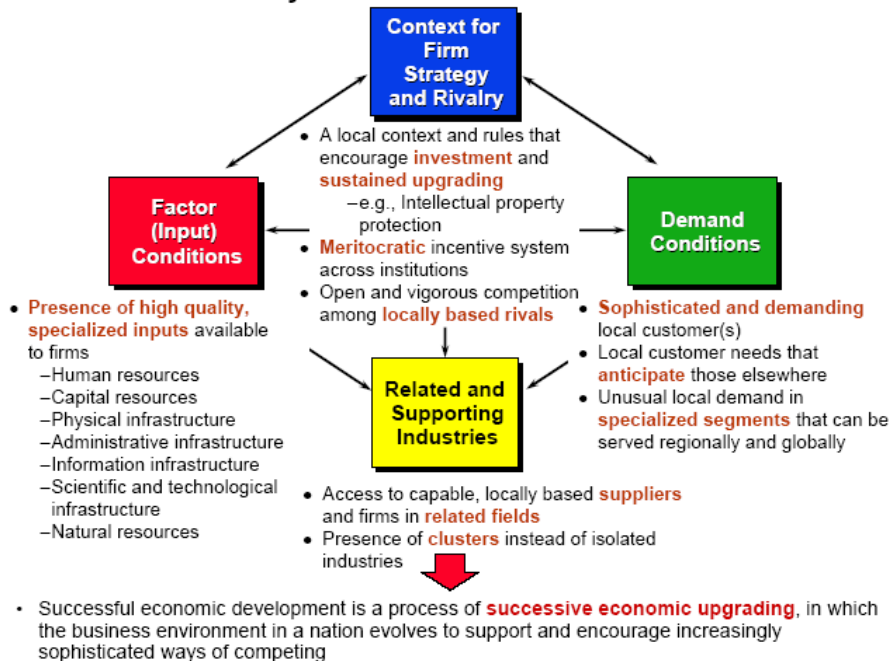 Context for
Firm
Strategy
and Rivalry
• A local context and rules that
encourage investment and
sustained upgrading
–e.g., Intellectual property
protection
• Meritocratic incentive system
across institutions
• Open and vigorous competition
among locally based rivals
Factor
(Input)
Conditions
• Presence of high quality,
specialized inputs available
to firms
–Human resources
–Capital resources
–Physical infrastructure
–Administrative infrastructure
–Information infrastructure
–Scientific and technological
infrastructure
–Natural resources
Demand
Conditions
• Sophisticated and demanding
local customer(s)
• Local customer needs that
anticipate those elsewhere
• Unusual local demand in
specialized segments that can be
served regionally and globally
Related and
Supporting
Industries
• Access to capable, locally based suppliers
and firms in related fields
• Presence of clusters instead of isolated
industries
• Successful economic development is a process of successive economic upgrading, in which
the business environment in a nation evolves to support and encourage increasingly
sophisticated ways of competing